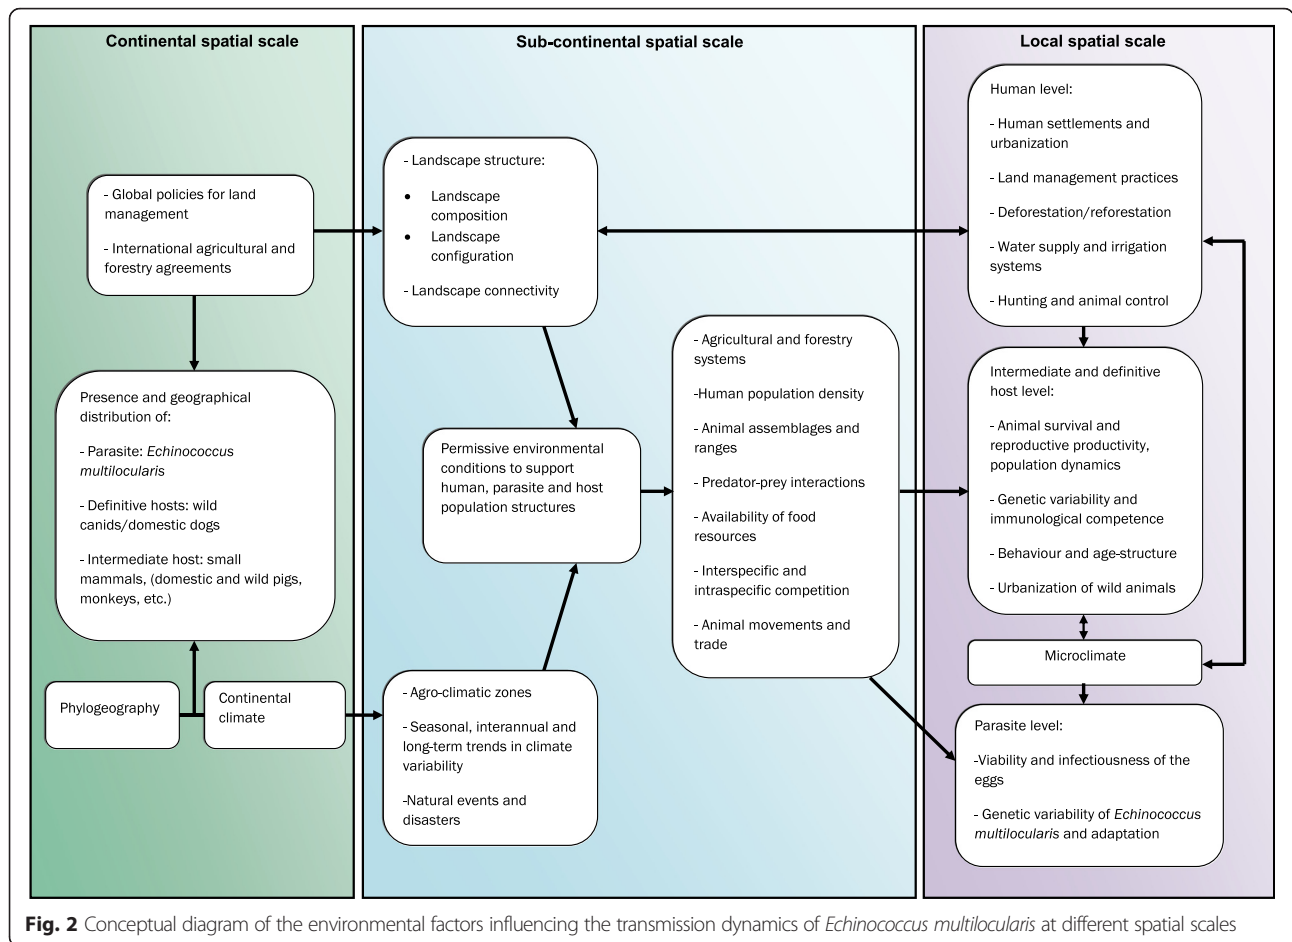 Continental spatial scale
- Global policies for land
management
- International agricultural and
forestry agreements
Presence and geographical
distribution of:
- Parasite: Echinococcus
multilocularis
- Definitive hosts: wild
canids/domestic dogs
- Intermediate host: small
mammals, (domestic and wild pigs,
monkeys, etc.)
Phylogeography
Continental
climate
Sub-continental spatial scale
- Landscape structure:
• Landscape
composition
• Landscape
configuration
- Landscape connectivity
Permissive environmental
conditions to support
human, parasite and host
population structures
- Agro-climatic zones
- Seasonal, interannual and
long-term trends in climate
variability
-Natural events and
disasters
- Agricultural and forestry
systems
-Human population density
- Animal assemblages and
ranges
- Predator-prey interactions
- Availability of food
resources
- Interspecific and
intraspecific competition
- Animal movements and
trade
Local spatial scale
Human level:
- Human settlements and
urbanization
- Land management practices
- Deforestation/reforestation
- Water supply and irrigation
systems
- Hunting and animal control
Intermediate and definitive
host level:
- Animal survival and
reproductive productivity,
population dynamics
- Genetic variability and
immunological competence
- Behaviour and age-structure
- Urbanization of wild animals
Microclimate
Parasite level:
-Viability and infectiousness of the
eggs
- Genetic variability of Echinococcus
multilocularis and adaptation
Fig. 2 Conceptual diagram of the environmental factors influencing the transmission dynamics of Echinococcus multilocularis at different spatial scales